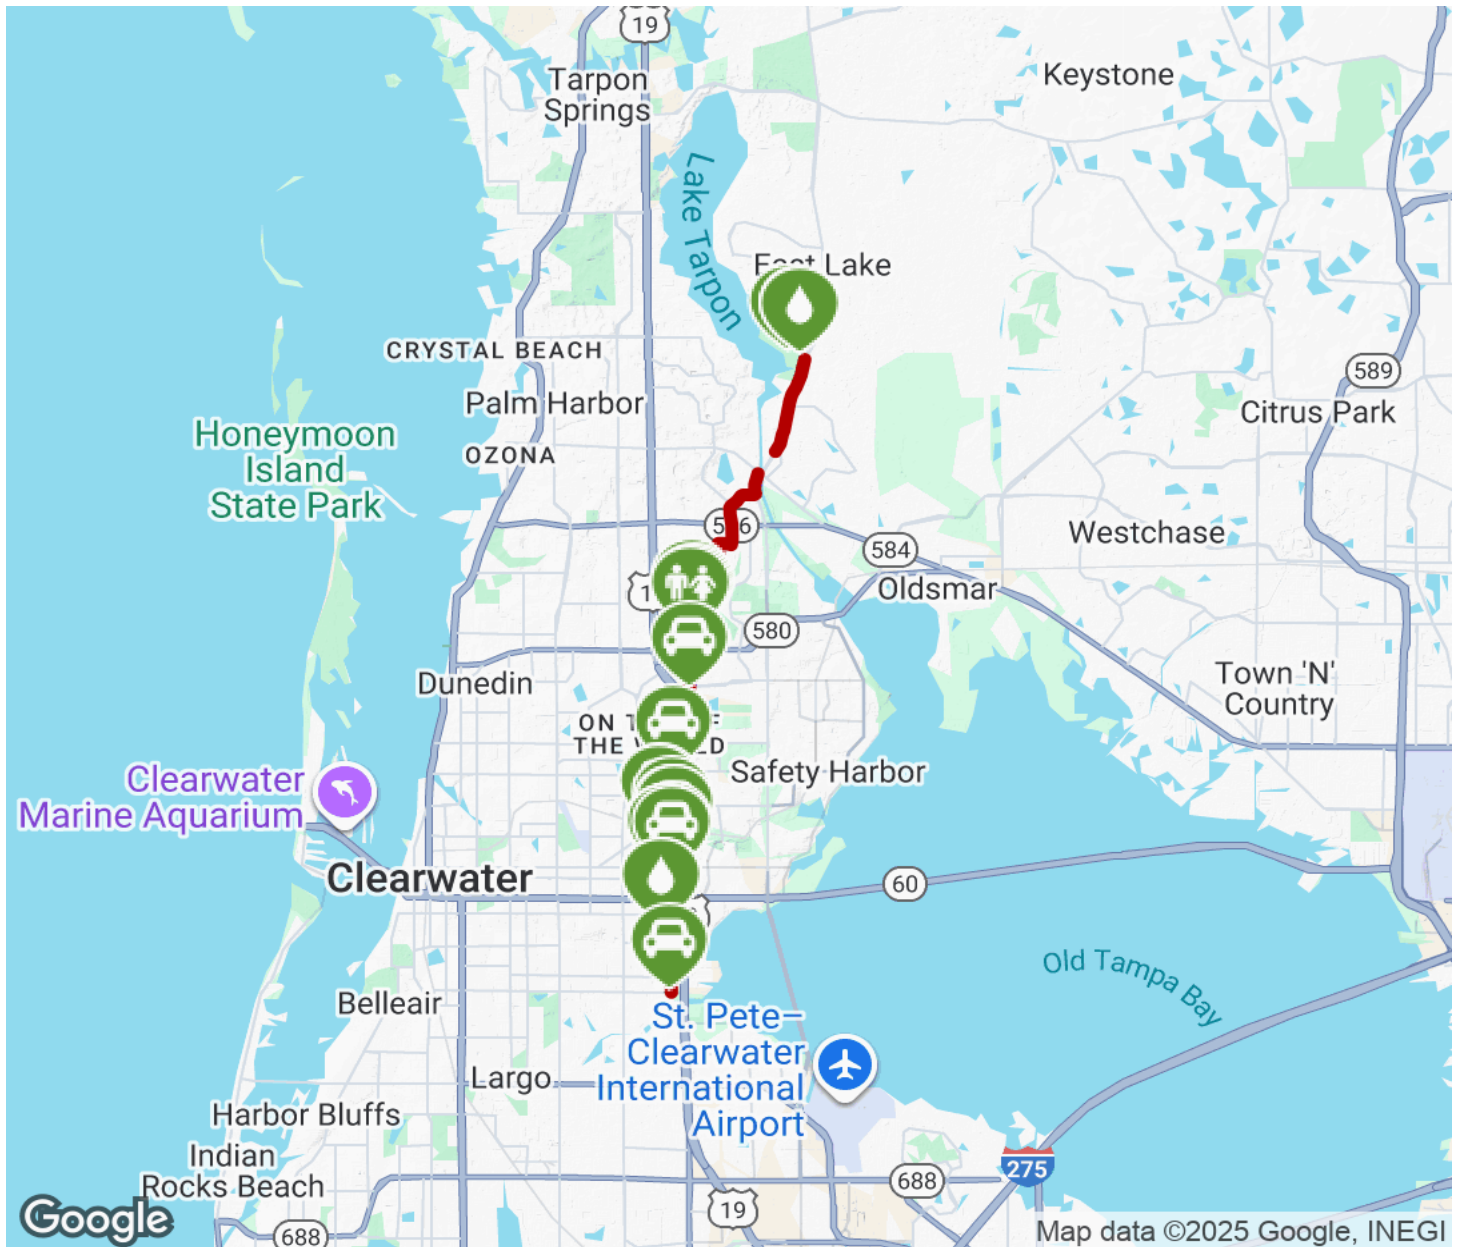 19
Tarpon
Springs
Keystone
Lake Tarpon
East Lake
CRYSTAL BEACH
589
Palm Harbor
Citrus Park
Honeymoon
Island
State Park
OZONA
584
Westchase
Oldsmar
580
Dunedin
Town 'N'
Country
ON
THE
Safety Harbor
Clearwater
Marine Aquarium
Clearwater
60
Old Tampa Bay
Belleair
St. Pete–
Clearwater
International
Airport
Largo
Harbor Bluffs
Indian
Rocks Beach
275
688
19
688
Google
Map data ©2025 Google, INEGI